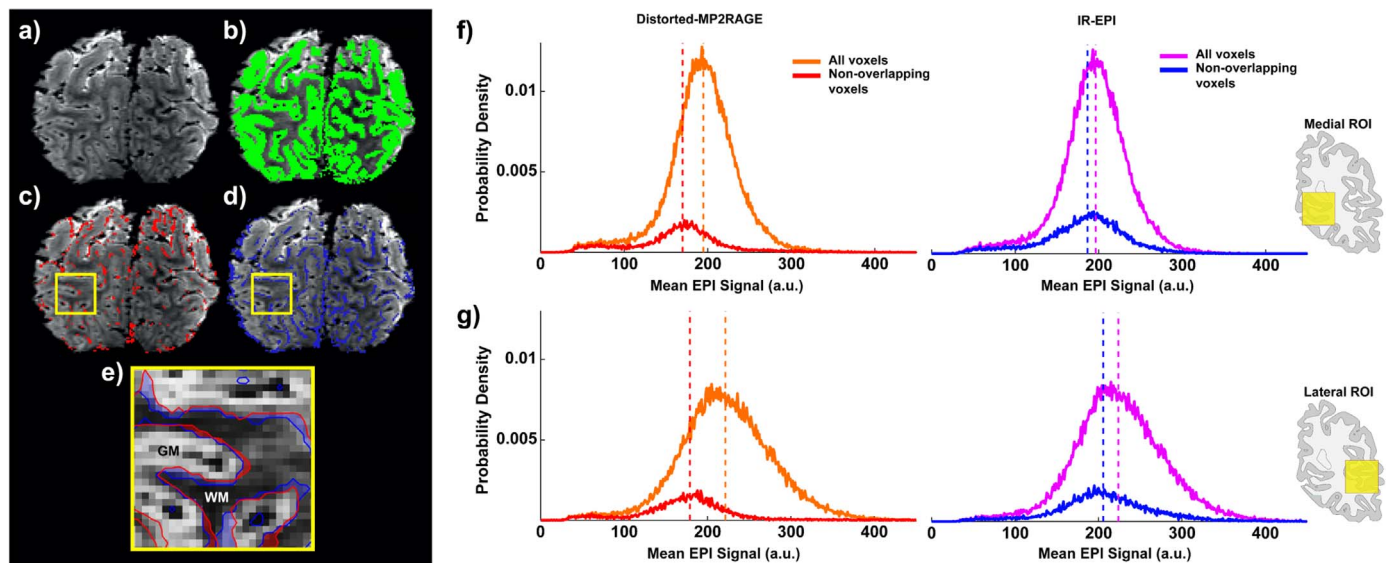 a)
b)
c)
d)
e)
GM
WM
f)
Distorted-MP2RAGE
All voxels
Non-overlapping
voxels
Probability Density
0.01
0.005
0
100
200
300
400
Mean EPI Signal (a.u.)
IR-EPI
All voxels
Non-overlapping
voxels
0
100
200
300
400
Mean EPI Signal (a.u.)
Medial ROI
g)
Probability Density
0.01
0.005
0
100
200
300
400
Mean EPI Signal (a.u.)
0
100
200
300
400
Mean EPI Signal (a.u.)
Lateral ROI